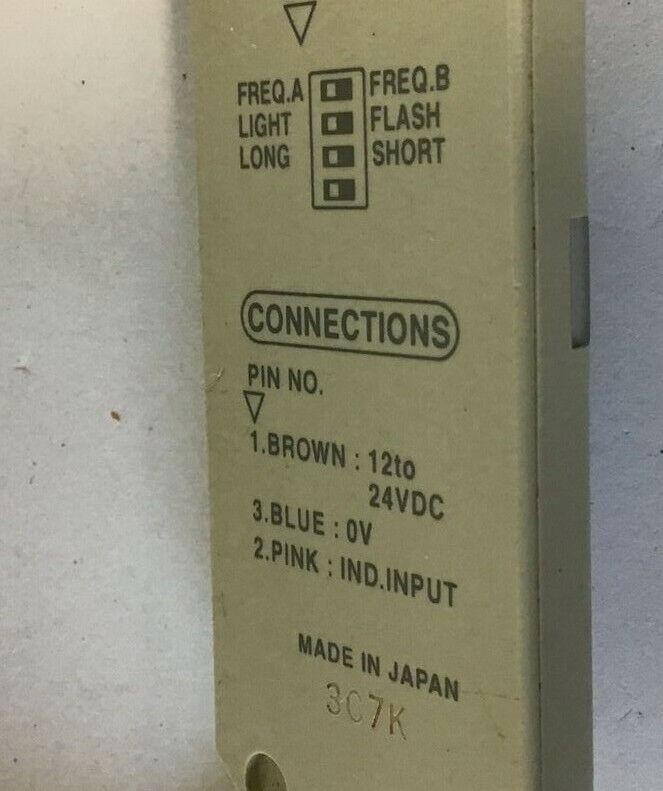 FREQ.A FREQ.B
LIGHT FLASH
LONG SHORT
CONNECTIONS
PIN NO.
1.BROWN : 12to
24VDC
3.BLUE : 0V
2.PINK : IND.INPUT
MADE IN JAPAN
3C7K